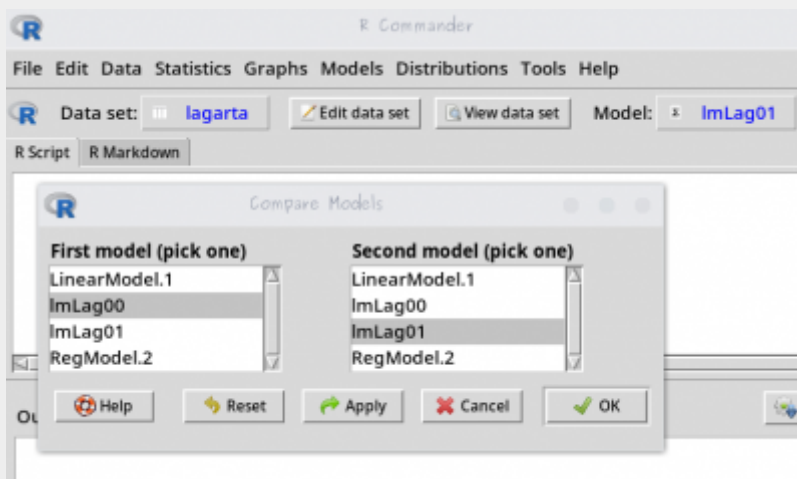 R Commander
File Edit Data Statistics Graphs Models Distributions Tools Help
R Data set: lagarta Edit data set View data set Model: Σ lmLag01
R Script R Markdown
R Compare Models
First model (pick one) Second model (pick one)
LinearModel.1 LinearModel.1
lmLag00 lmLag00
lmLag01 lmLag01
RegModel.2 RegModel.2
Help Reset Apply Cancel OK
Ou